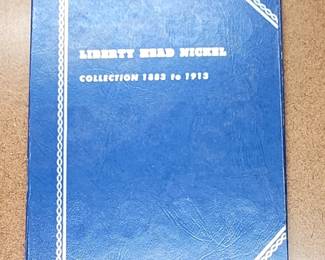 LIBERTY HEAD NICKEL
COLLECTION 1883 to 1913